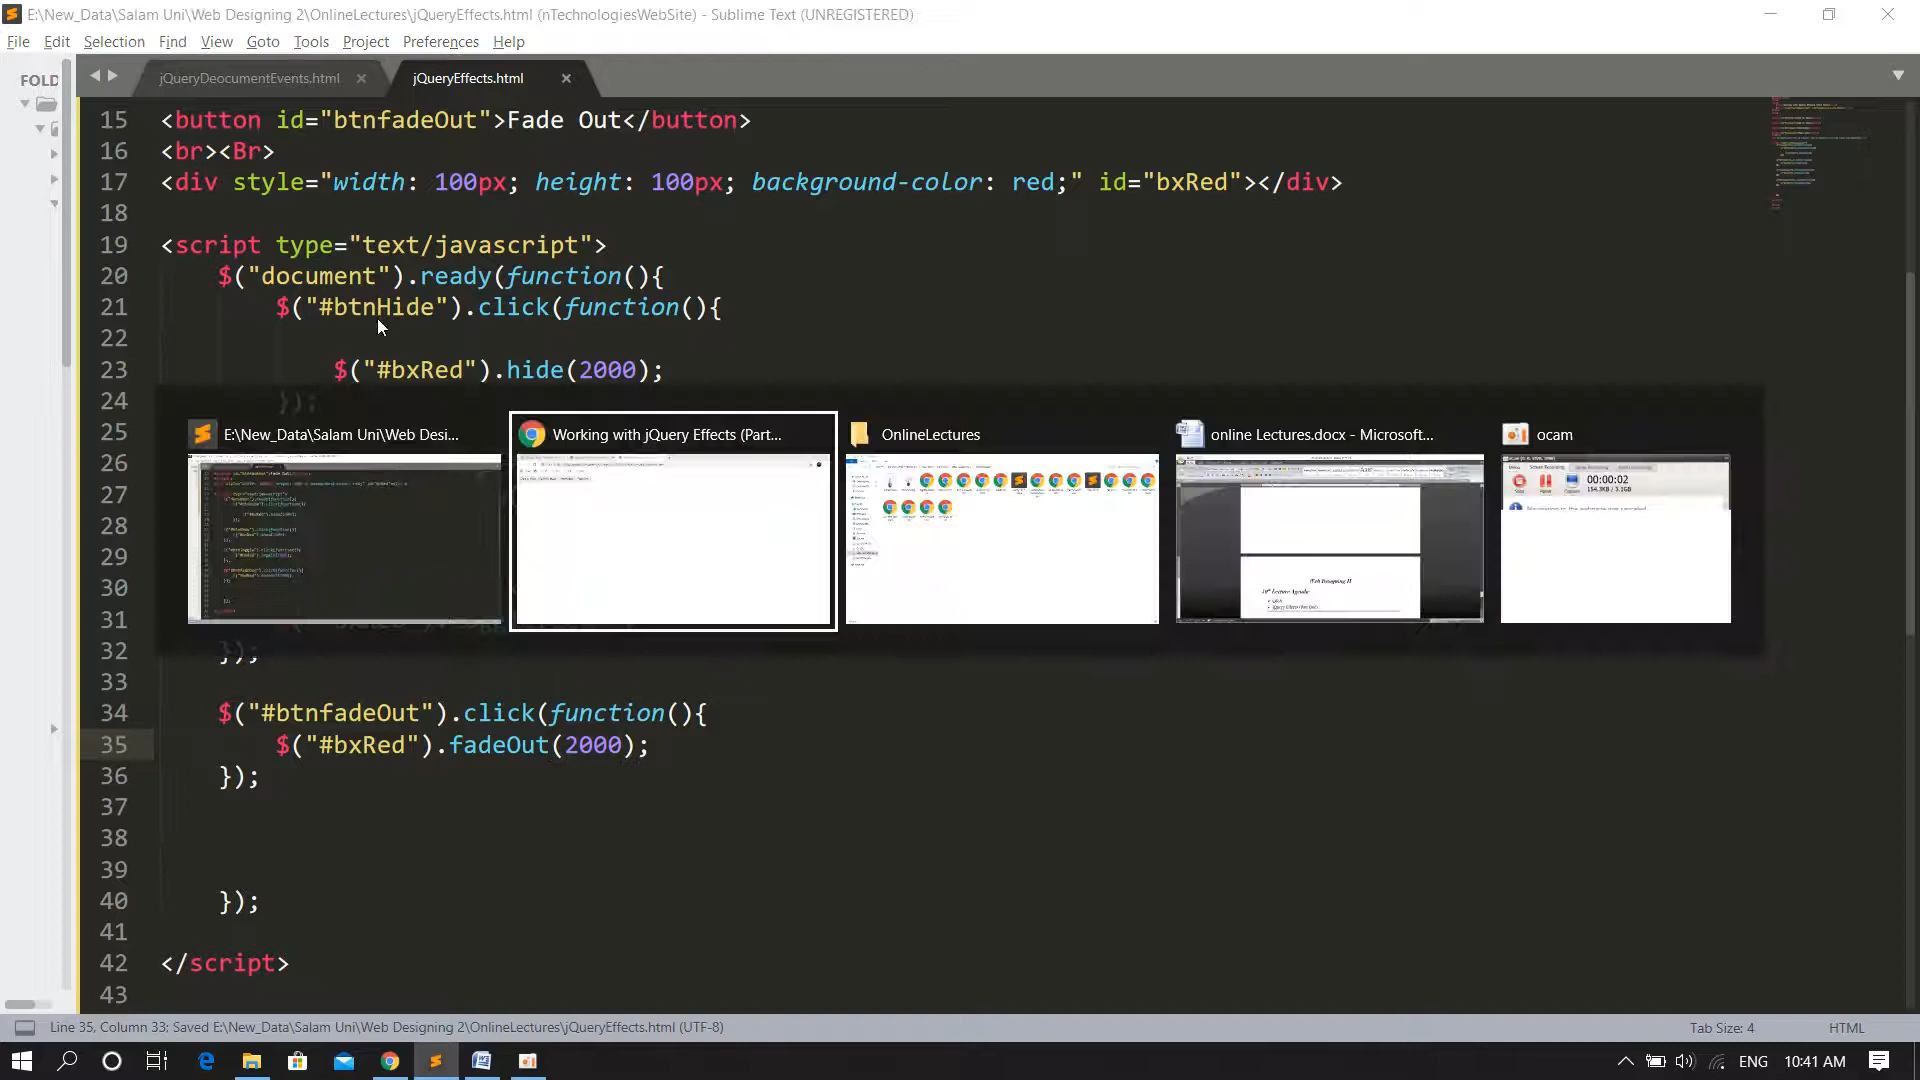 E:\New_Data\Salam Uni\Web Designing 2\OnlineLectures\jQueryEffects.html (nTechnologiesWebSite) - Sublime Text (UNREGISTERED)
File Edit Selection Find View Goto Tools Project Preferences Help
FOLD
jQueryDeocumentEvents.html
jQueryEffects.html
15 <button id="btnfadeOut">Fade Out</button>
16 <br><Br>
17 <div style="width: 100px; height: 100px; background-color: red;" id="bxRed"></div>
18
19 <script type="text/javascript">
20 $("document").ready(function(){
21 $("#btnHide").click(function(){
22
23 $("#bxRed").hide(2000);
24 });
25
26
27
28
29
30
31
32 });
33
34 $("#btnfadeOut").click(function(){
35 $("#bxRed").fadeOut(2000);
36 });
37
38
39
40 });
41
42 </script>
43
E:\New_Data\Salam Uni\Web Desi...
Working with jQuery Effects (Part...
OnlineLectures
online Lectures.docx - Microsoft...
ocam
Web Designing II
00:00:02
Line 35, Column 33; Saved E:\New_Data\Salam Uni\Web Designing 2\OnlineLectures\jQueryEffects.html (UTF-8)
Tab Size: 4
HTML
ENG
10:41 AM